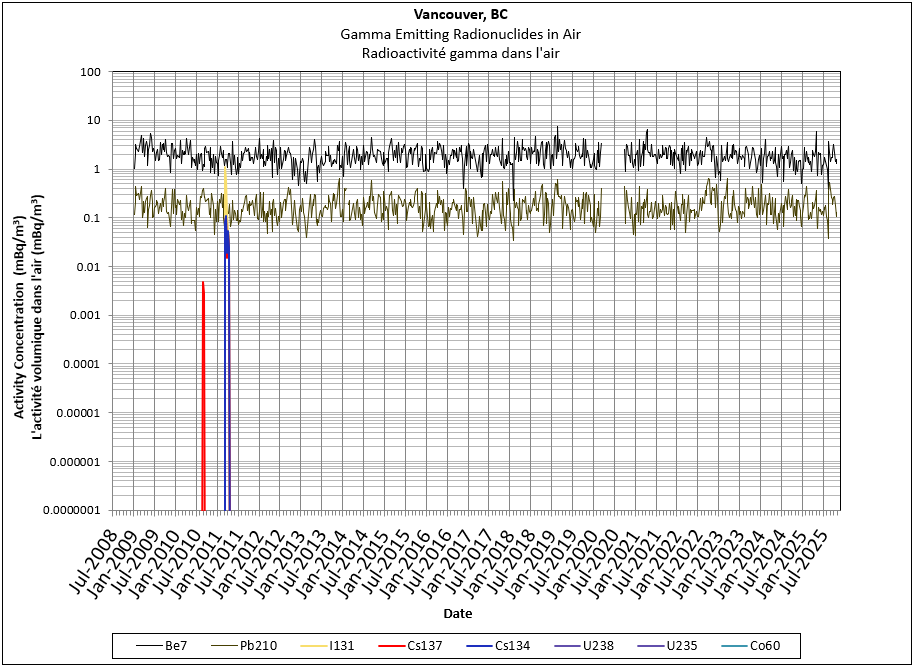 Vancouver, BC
Gamma Emitting Radionuclides in Air
Radioactivité gamma dans l'air
Activity Concentration (mBq/m³)
L'activité volumique dans l'air (mBq/m³)
100
10
1
0.1
0.01
0.001
0.0001
0.00001
0.000001
0.0000001
Jul-2008
Jan-2009
Jul-2009
Jan-2010
Jul-2010
Jan-2011
Jul-2011
Jan-2012
Jul-2012
Jan-2013
Jul-2013
Jan-2014
Jul-2014
Jan-2015
Jul-2015
Jan-2016
Jul-2016
Jan-2017
Jul-2017
Jan-2018
Jul-2018
Jan-2019
Jul-2019
Jan-2020
Jul-2020
Jan-2021
Jul-2021
Jan-2022
Jul-2022
Jan-2023
Jul-2023
Jan-2024
Jul-2024
Jan-2025
Jul-2025
Date
Be7 Pb210 I131 Cs137 Cs134 U238 U235 Co60